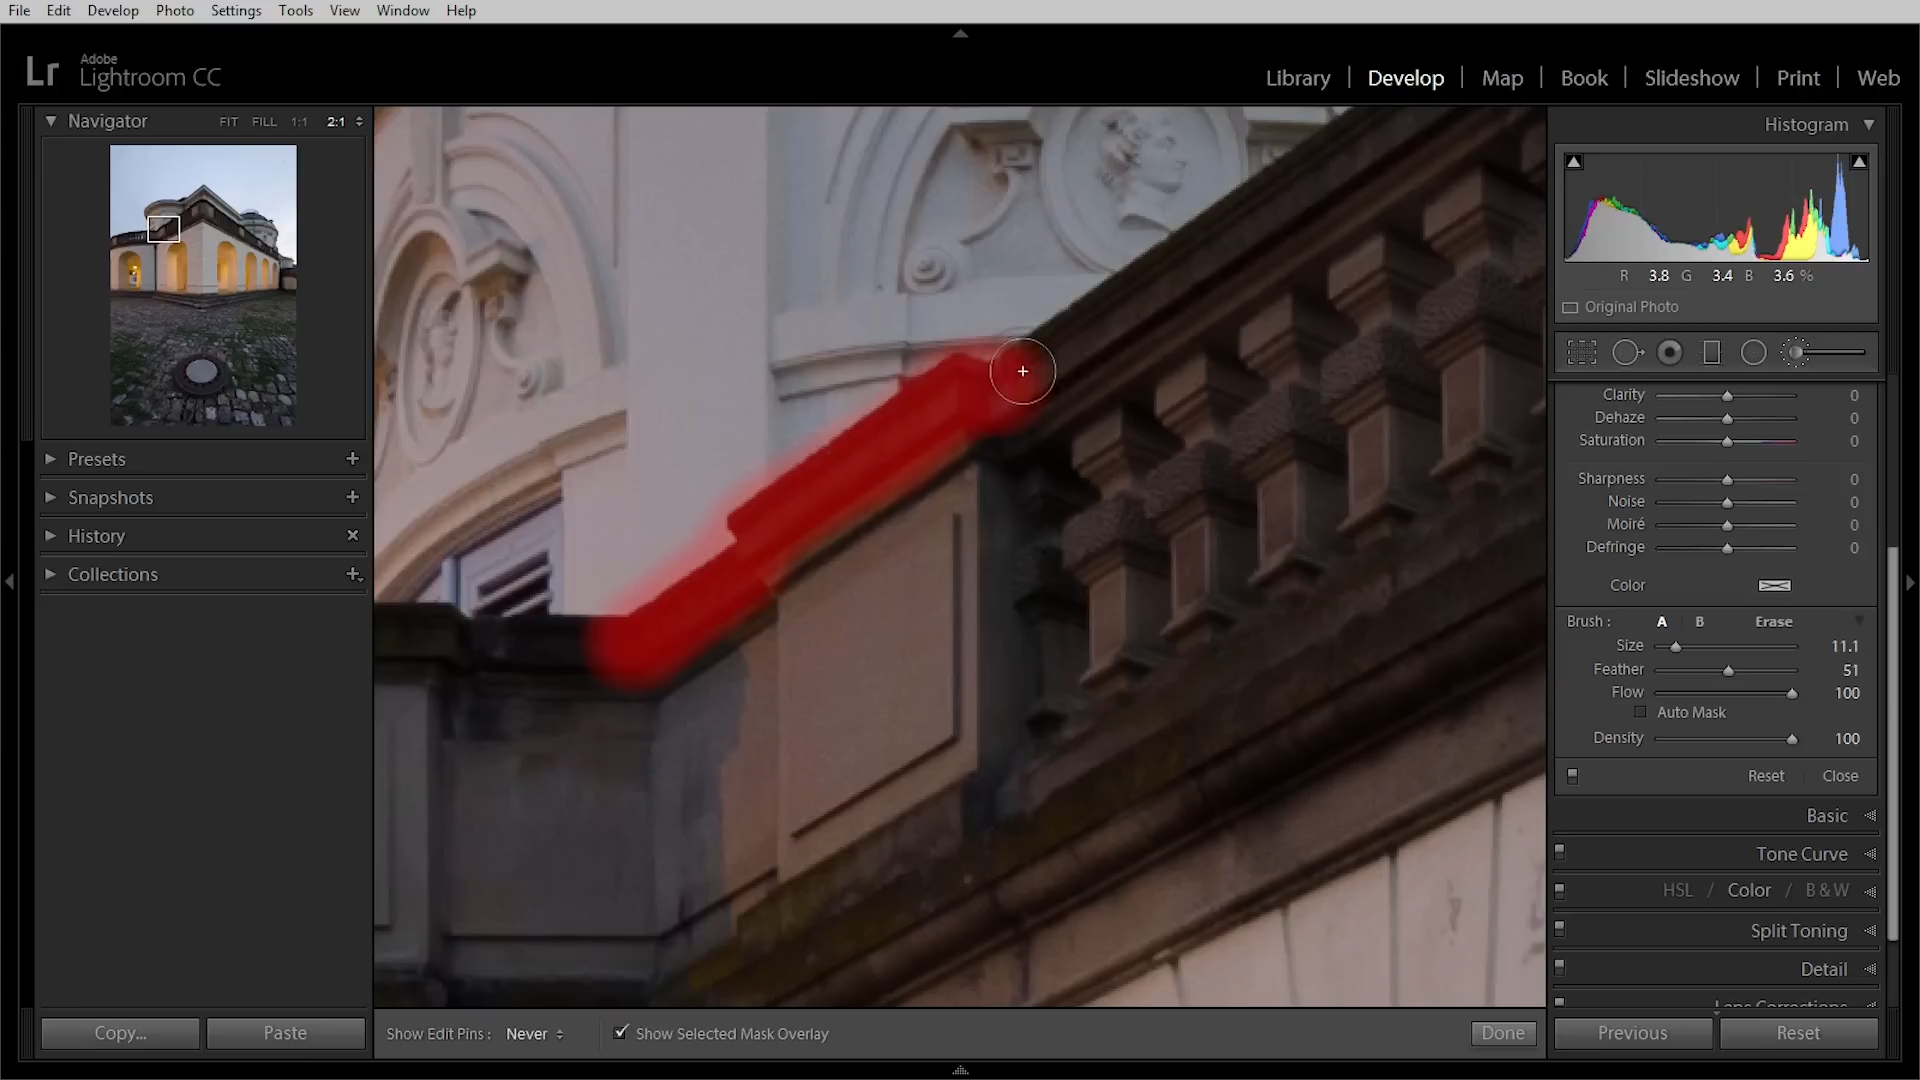 File Edit Develop Photo Settings Tools View Window Help
Lr Adobe Lightroom CC
Library | Develop | Map | Book | Slideshow | Print | Web
Navigator FIT FILL 1:1 2:1
Presets
Snapshots
History
Collections
Copy... Paste
Show Edit Pins : Never Show Selected Mask Overlay Done
Histogram
R 3.8 G 3.4 B 3.6 %
Original Photo
Clarity 0
Dehaze 0
Saturation 0
Sharpness 0
Noise 0
Moiré 0
Defringe 0
Color
Brush : A B Erase
Size 11.1
Feather 51
Flow 100
Auto Mask
Density 100
Reset Close
Basic
Tone Curve
HSL / Color / B & W
Split Toning
Detail
Lens Corrections
Previous Reset